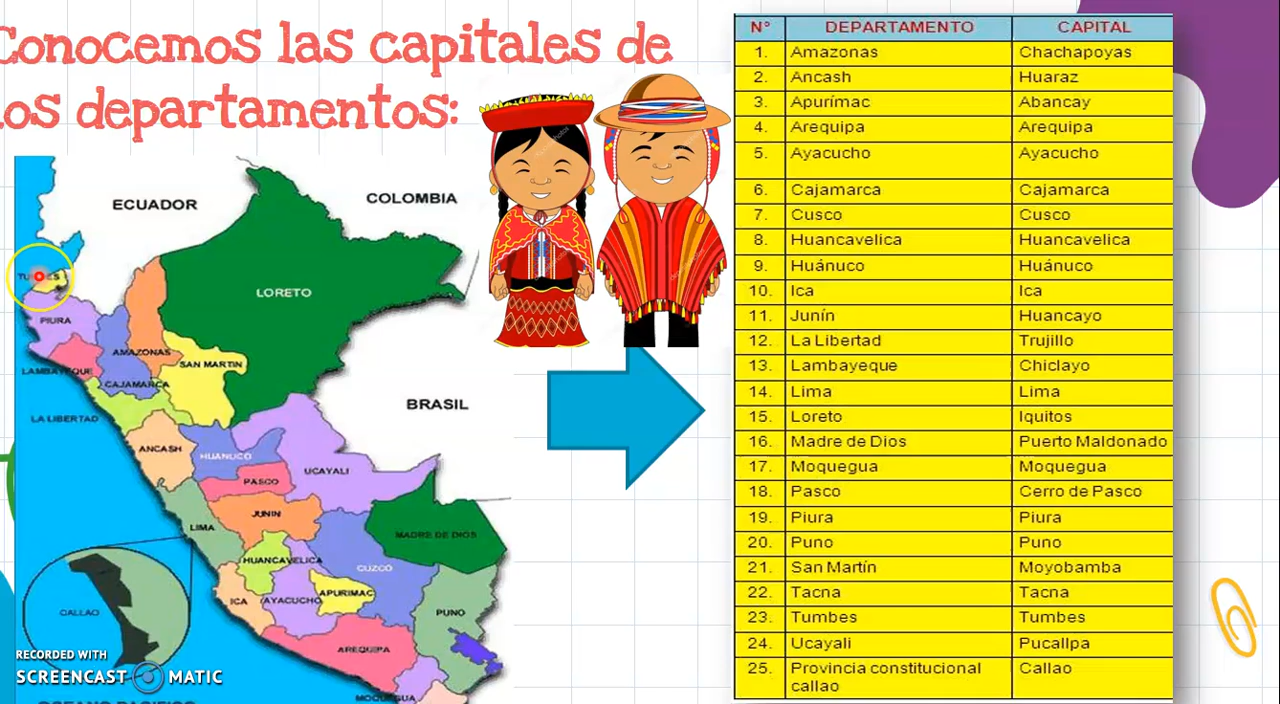 Conocemos las capitales de
los departamentos:
ECUADOR
COLOMBIA
LORETO
PIURA
AMAZONAS
SAN MARTIN
LAMBAYEQUE
CAJAMARCA
BRASIL
LA LIBERTAD
ANCASH
HUANUCO
UCAYALI
PASCO
JUNIN
LIMA
MADRE DE DIOS
HUANCAVELICA
CUZCO
ICA
AYACUCHO
APURIMAC
CALLAO
PUNO
AREQUIPA
MOQUEGUA
OCEANO PACIFICO
RECORDED WITH
SCREENCAST MATIC
N° DEPARTAMENTO CAPITAL
1. Amazonas Chachapoyas
2. Ancash Huaraz
3. Apurímac Abancay
4. Arequipa Arequipa
5. Ayacucho Ayacucho
6. Cajamarca Cajamarca
7. Cusco Cusco
8. Huancavelica Huancavelica
9. Huánuco Huánuco
10. Ica Ica
11. Junín Huancayo
12. La Libertad Trujillo
13. Lambayeque Chiclayo
14. Lima Lima
15. Loreto Iquitos
16. Madre de Dios Puerto Maldonado
17. Moquegua Moquegua
18. Pasco Cerro de Pasco
19. Piura Piura
20. Puno Puno
21. San Martín Moyobamba
22. Tacna Tacna
23. Tumbes Tumbes
24. Ucayali Pucallpa
25. Provincia constitucional Callao
callao